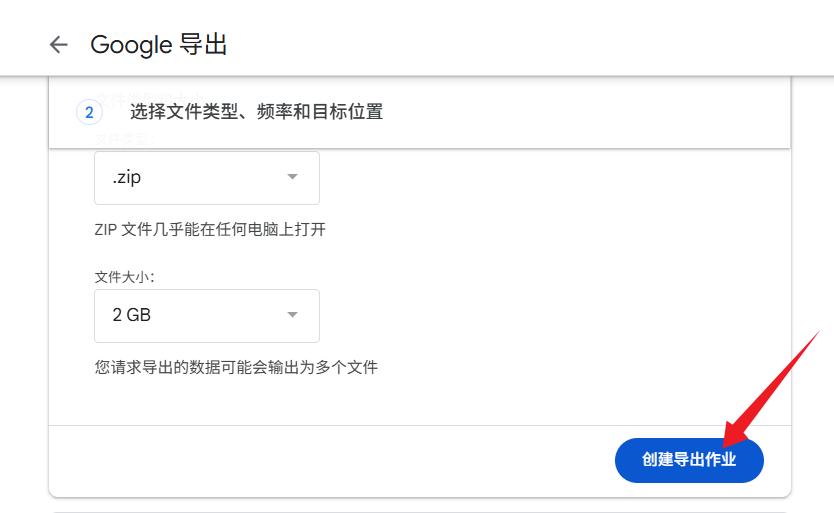 Google 导出
2 选择文件类型、频率和目标位置
.zip
ZIP 文件几乎能在任何电脑上打开
文件大小：
2 GB
您请求导出的数据可能会输出为多个文件
创建导出作业